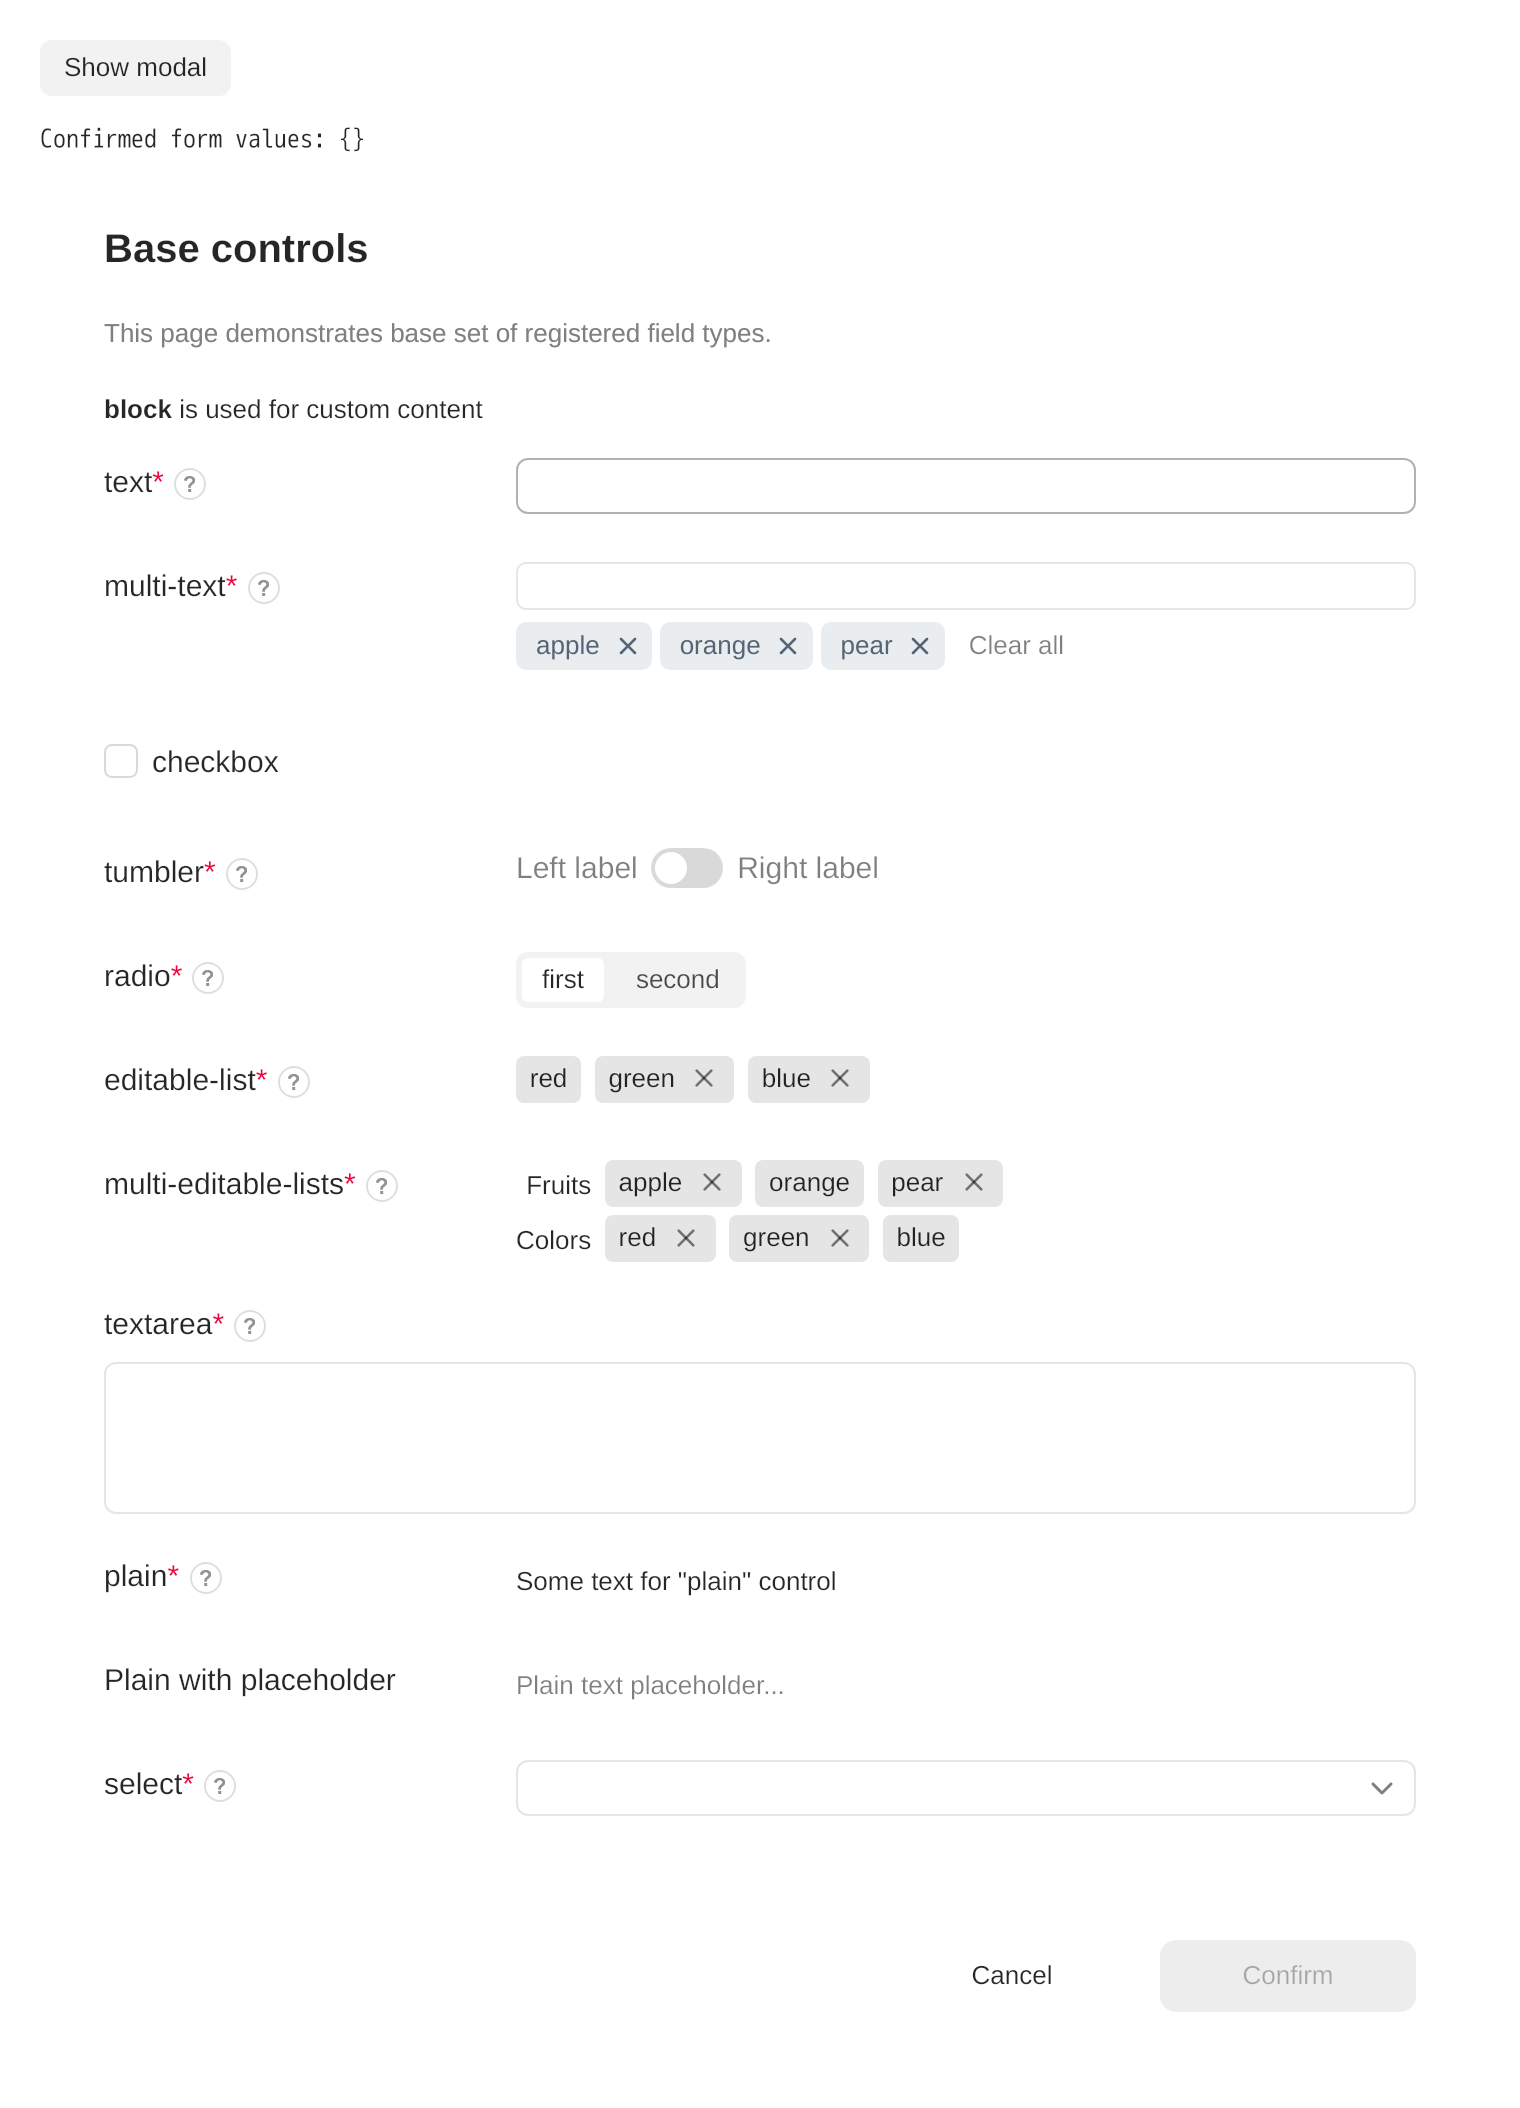 Show modal
Confirmed form values: {}
Base controls
This page demonstrates base set of registered field types.
block is used for custom content
text* ?
multi-text* ?
apple orange pear Clear all
checkbox
tumbler* ? Left label Right label
radio* ? first second
editable-list* ? red green blue
multi-editable-lists* ? Fruits apple orange pear
Colors red green blue
textarea* ?
plain* ? Some text for "plain" control
Plain with placeholder Plain text placeholder...
select* ?
Cancel Confirm